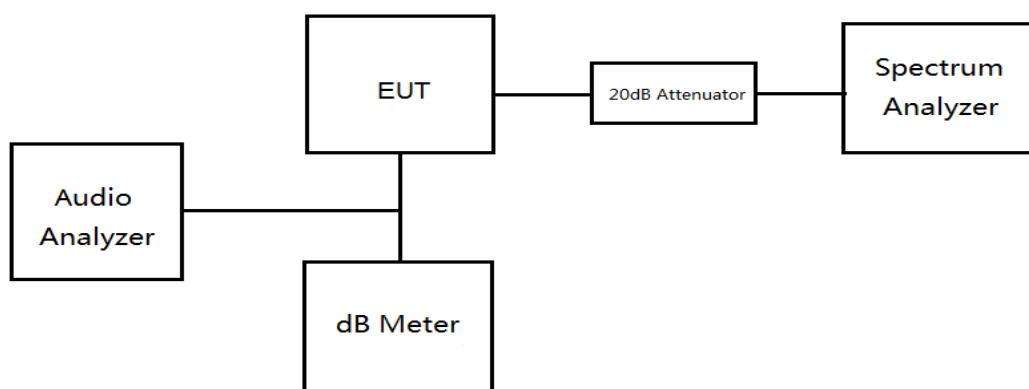 EUT
20dB Attenuator
Spectrum
Analyzer
Audio
Analyzer
dB Meter